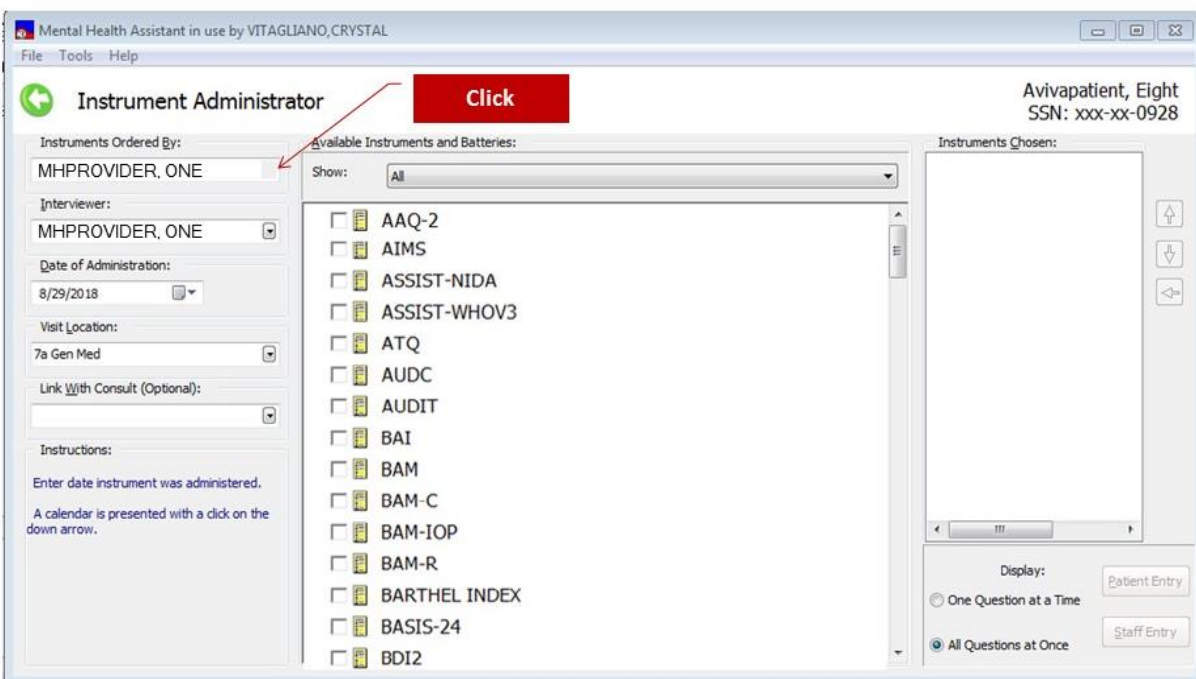 Mental Health Assistant in use by VITAGLIANO,CRYSTAL
File Tools Help
Instrument Administrator
Click
Avivapatient, Eight
SSN: xxx-xx-0928
Instruments Ordered By:
MHPROVIDER, ONE
Interviewer:
MHPROVIDER, ONE
Date of Administration:
8/29/2018
Visit Location:
7a Gen Med
Link With Consult (Optional):
Instructions:
Enter date instrument was administered.
A calendar is presented with a click on the
down arrow.
Available Instruments and Batteries:
Show: All
AAQ-2
AIMS
ASSIST-NIDA
ASSIST-WHOV3
ATQ
AUDC
AUDIT
BAI
BAM
BAM-C
BAM-IOP
BAM-R
BARTHEL INDEX
BASIS-24
BDI2
Instruments Chosen:
Display:
One Question at a Time
All Questions at Once
Patient Entry
Staff Entry